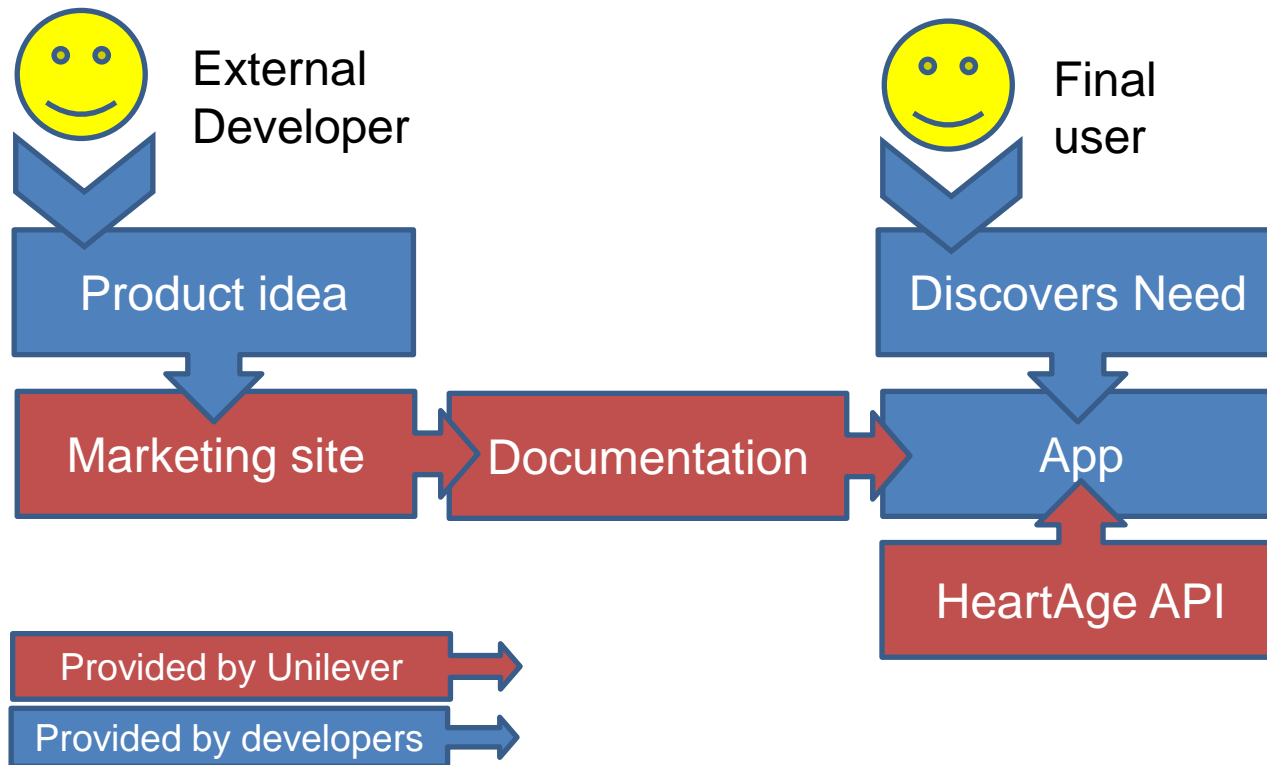 External
Developer
Final
user
Product idea
Discovers Need
Marketing site
Documentation
App
HeartAge API
Provided by Unilever
Provided by developers